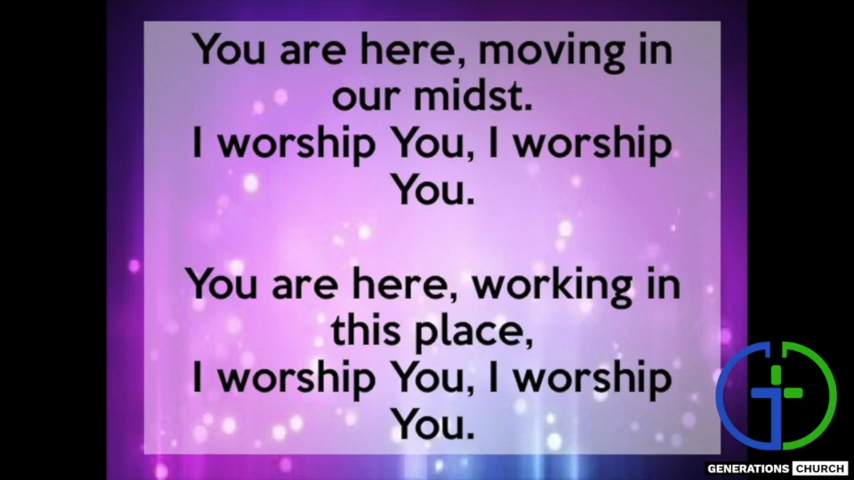 You are here, moving in
our midst.
I worship You, I worship
You.
You are here, working in
this place,
I worship You, I worship
You.
GENERATIONS CHURCH